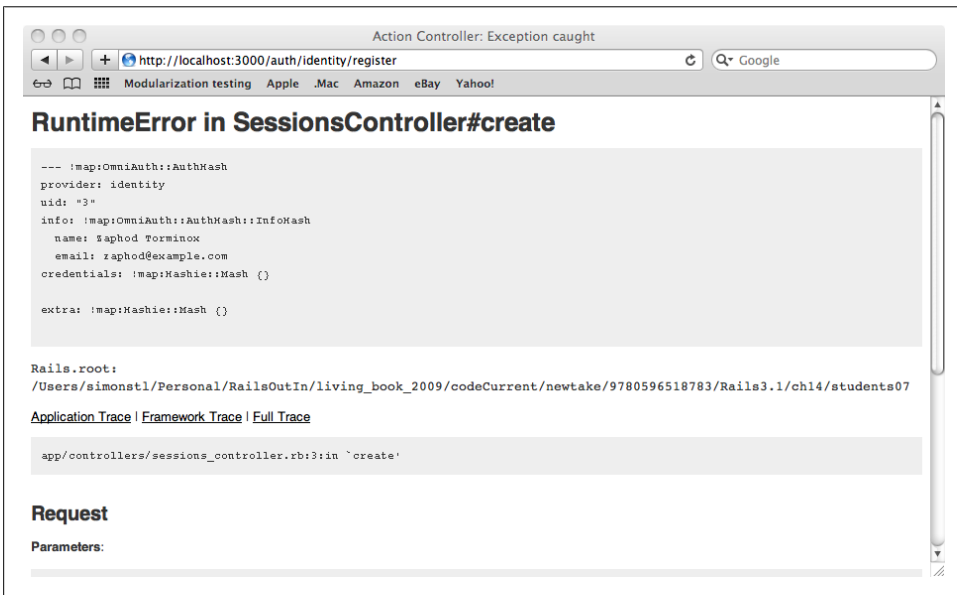 Action Controller: Exception caught
http://localhost:3000/auth/identity/register
Google
Modularization testing Apple .Mac Amazon eBay Yahoo!
RuntimeError in SessionsController#create
--- !map:OmniAuth::AuthHash
provider: identity
uid: "3"
info: !map:OmniAuth::AuthHash::InfoHash
name: Zaphod Torminox
email: zaphod@example.com
credentials: !map:Hashie::Mash {}
extra: !map:Hashie::Mash {}
Rails.root:
/Users/simonstl/Personal/RailsOutIn/living_book_2009/codeCurrent/newtake/9780596518783/Rails3.1/ch14/students07
Application Trace | Framework Trace | Full Trace
app/controllers/sessions_controller.rb:3:in `create'
Request
Parameters: